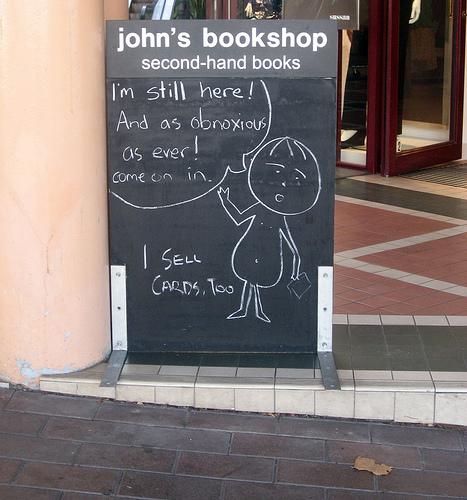 john's bookshop
second-hand books
I'm still here!
And as obnoxious
as ever!
come on in.
I SELL
CARDS, TOO